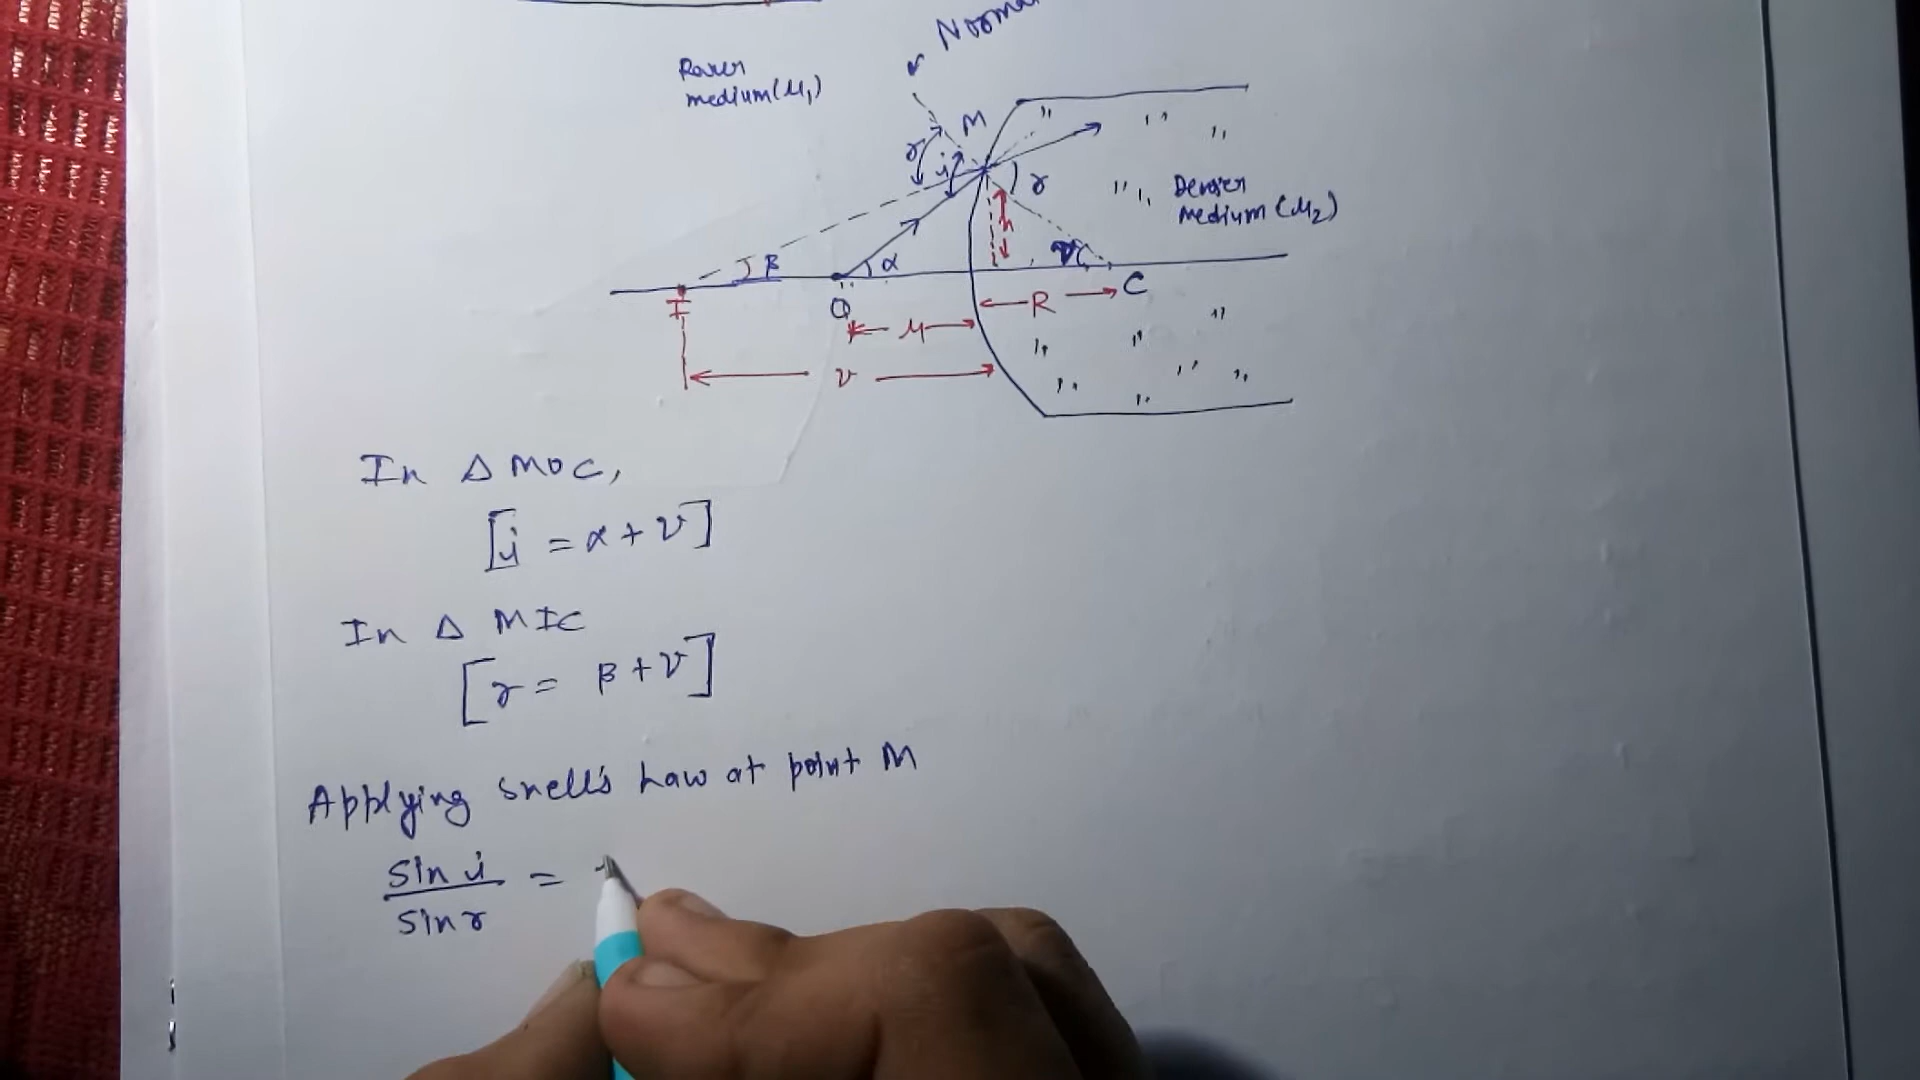 Normal
Rarer
medium (μ₁)
M
r
i
r
h
Denser
medium (μ₂)
β
α
γ
C
I
O
u
R
v
In Δ MOC,
[i = α + γ]
In Δ MIC
[r = β + γ]
Applying snell's Law at point M
sin i
sin r
=